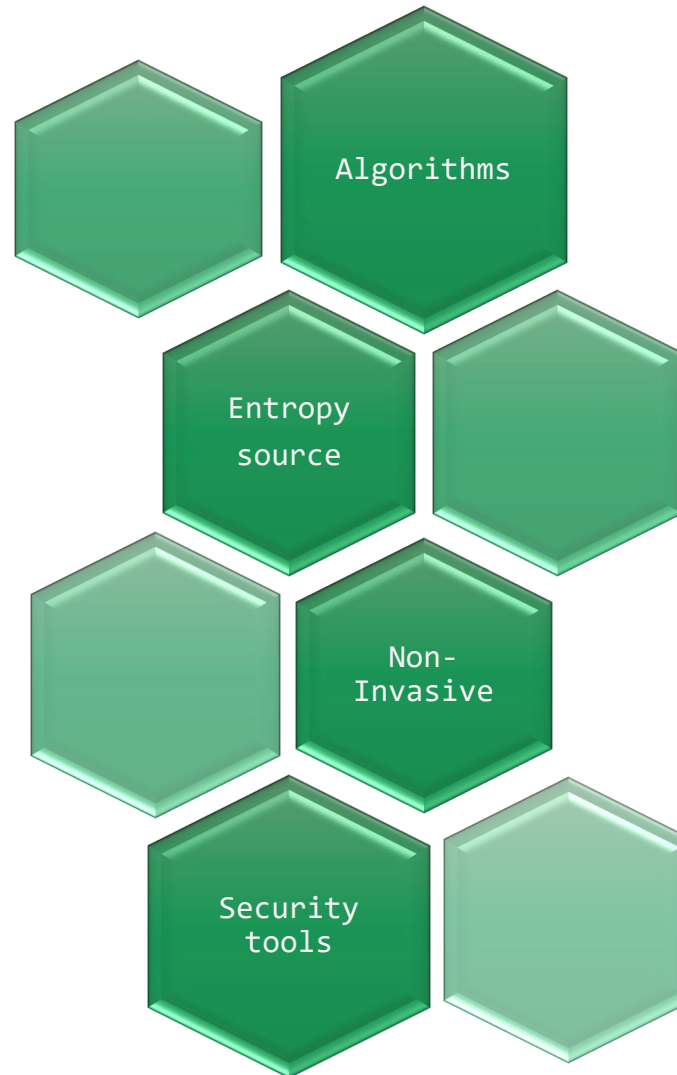 Algorithms
Entropy
source
Non-
Invasive
Security
tools